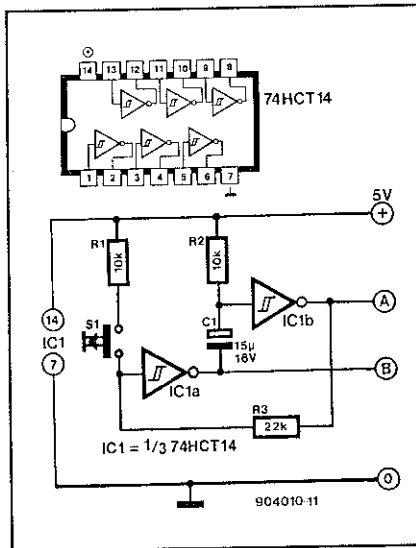 14 13 12 11 10 9 8
74HCT14
1 2 3 4 5 6 7
5V
+
R1
10k
R2
10k
A
14
IC1
7
S1
C1
15µ
16V
IC1b
B
IC1a
R3
22k
IC1 = 1/3 74HCT14
0
904010-11